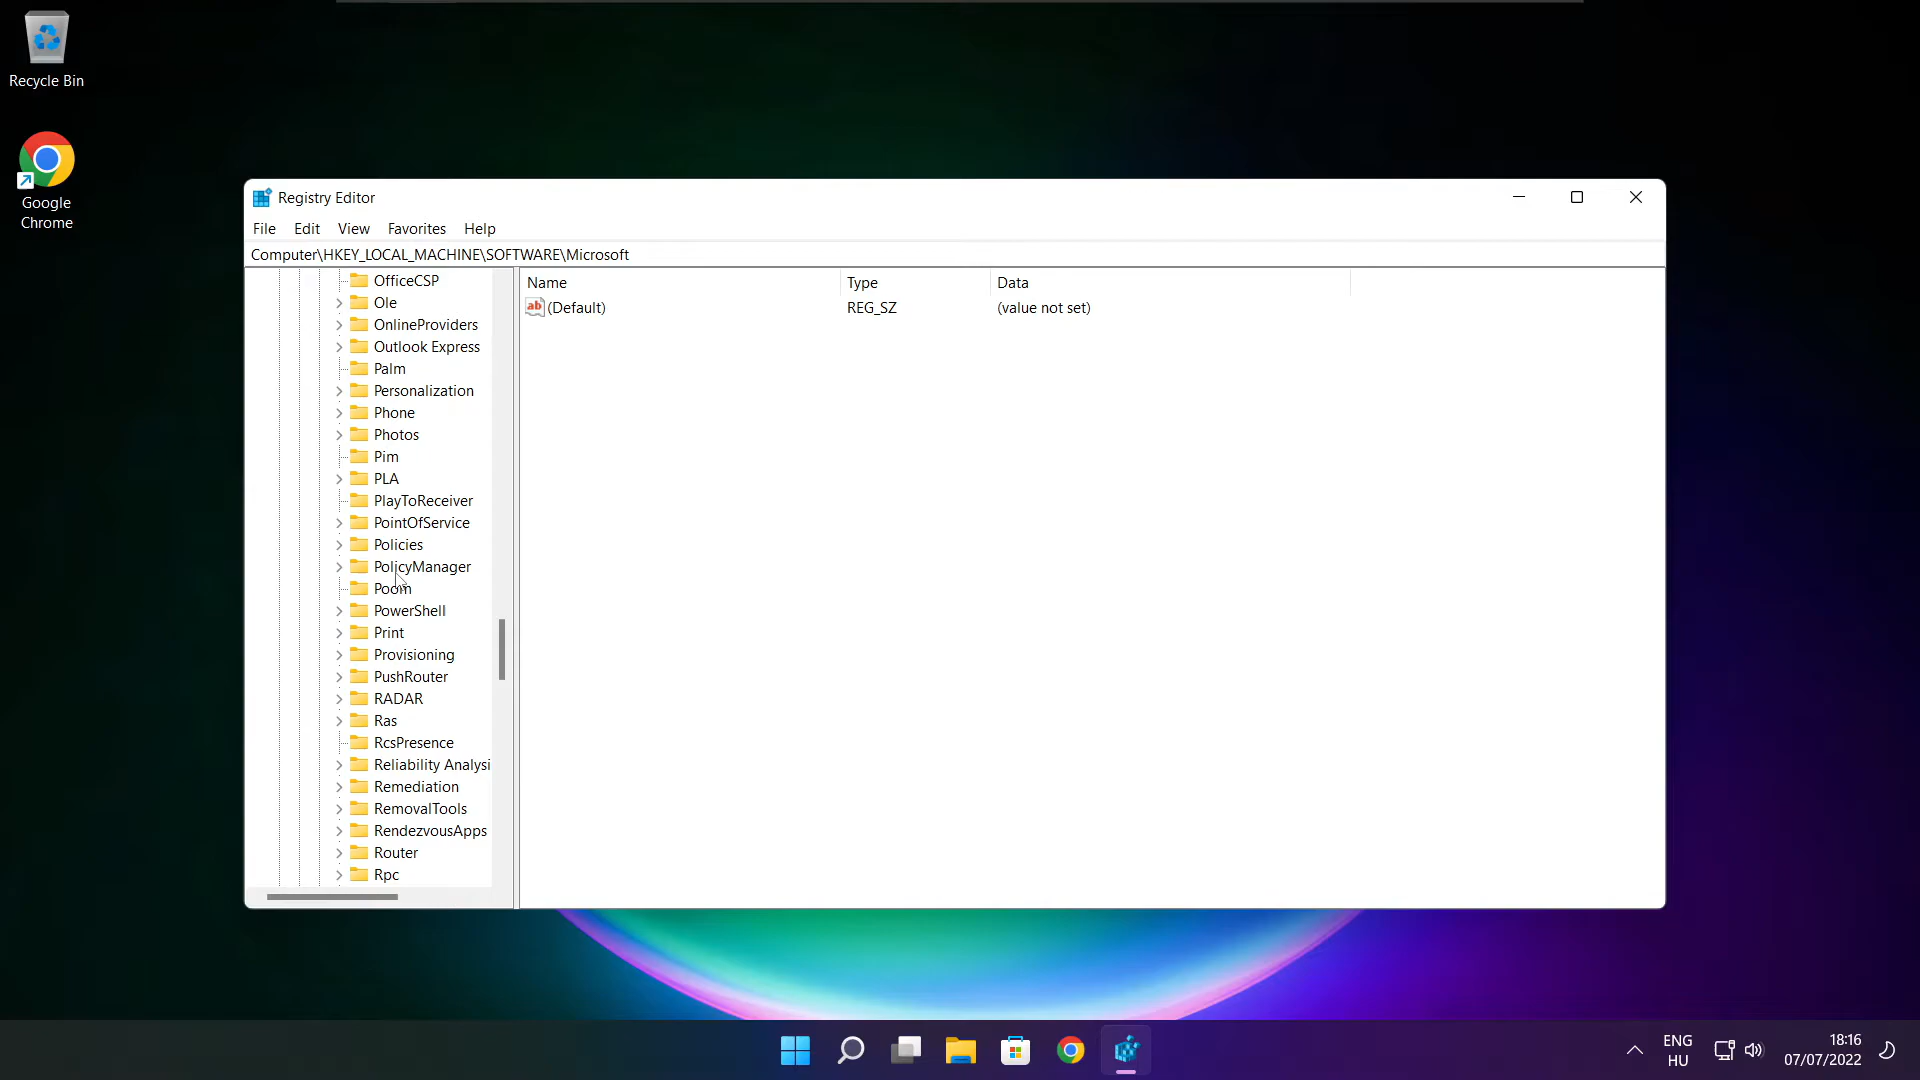 Recycle Bin
Google
Chrome
Registry Editor
File Edit View Favorites Help
Computer\HKEY_LOCAL_MACHINE\SOFTWARE\Microsoft
OfficeCSP
Ole
OnlineProviders
Outlook Express
Palm
Personalization
Phone
Photos
Pim
PLA
PlayToReceiver
PointOfService
Policies
PolicyManager
Poom
PowerShell
Print
Provisioning
PushRouter
RADAR
Ras
RcsPresence
Reliability Analysi
Remediation
RemovalTools
RendezvousApps
Router
Rpc
Name Type Data
ab (Default) REG_SZ (value not set)
ENG
HU
18:16
07/07/2022